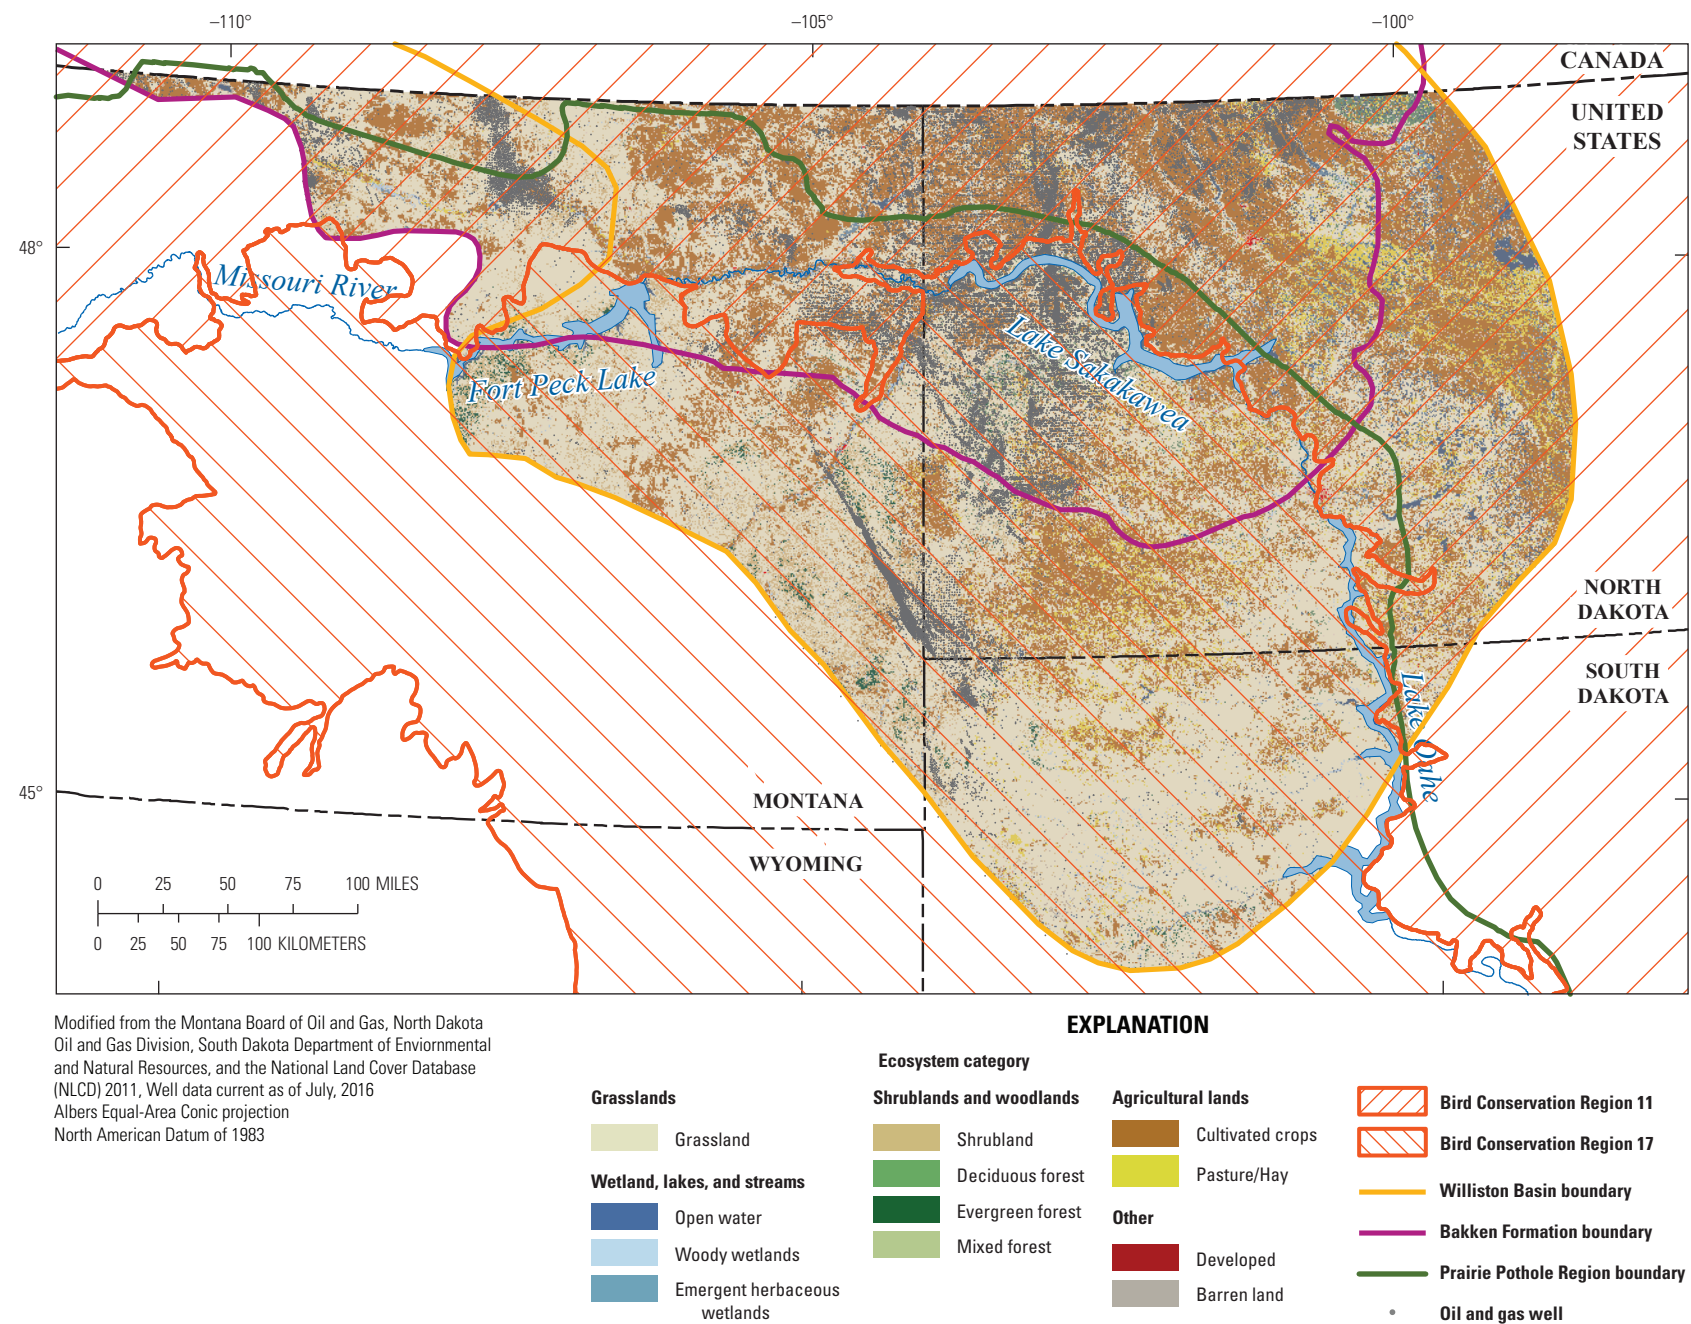 –110°
–105°
–100°
CANADA
UNITED
STATES
48°
Missouri River
Fort Peck Lake
Lake Sakakawea
NORTH
DAKOTA
SOUTH
DAKOTA
Lake Oahe
45°
MONTANA
WYOMING
0 25 50 75 100 MILES
0 25 50 75 100 KILOMETERS
Modified from the Montana Board of Oil and Gas, North Dakota
Oil and Gas Division, South Dakota Department of Enviornmental
and Natural Resources, and the National Land Cover Database
(NLCD) 2011, Well data current as of July, 2016
Albers Equal-Area Conic projection
North American Datum of 1983
EXPLANATION
Ecosystem category
Grasslands
Grassland
Wetland, lakes, and streams
Open water
Woody wetlands
Emergent herbaceous
wetlands
Shrublands and woodlands
Shrubland
Deciduous forest
Evergreen forest
Mixed forest
Agricultural lands
Cultivated crops
Pasture/Hay
Other
Developed
Barren land
Bird Conservation Region 11
Bird Conservation Region 17
Williston Basin boundary
Bakken Formation boundary
Prairie Pothole Region boundary
Oil and gas well